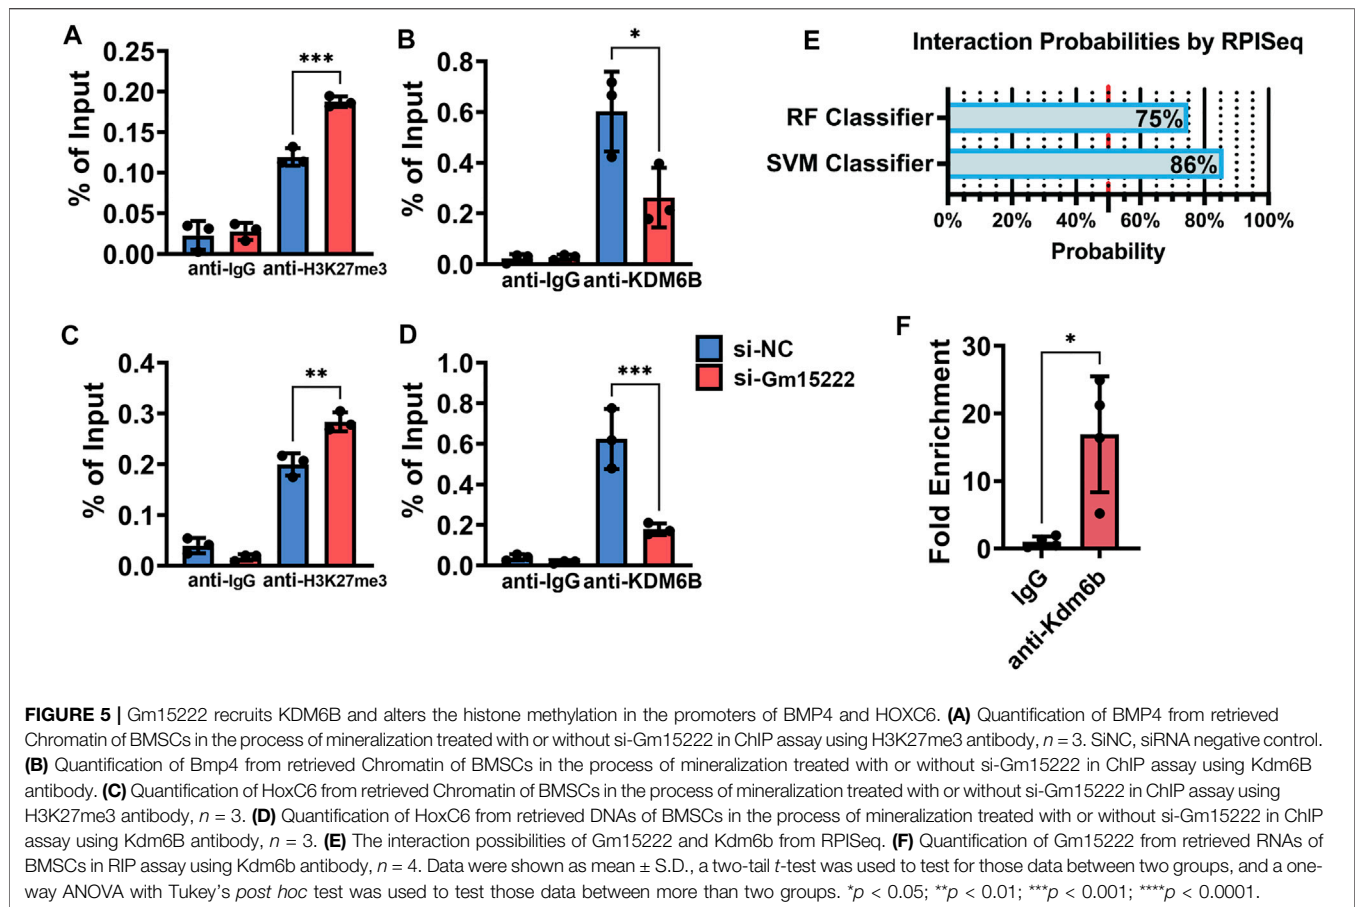 A
% of Input
0.25
0.20
0.15
0.10
0.05
0.00
***
anti-IgG anti-H3K27me3
B
% of Input
0.8
0.6
0.4
0.2
0.0
*
anti-IgG anti-KDM6B
E
Interaction Probabilities by RPISeq
RF Classifier
75%
SVM Classifier
86%
0% 20% 40% 60% 80% 100%
Probability
C
% of Input
0.4
0.3
0.2
0.1
0.0
**
anti-IgG anti-H3K27me3
D
% of Input
1.0
0.8
0.6
0.4
0.2
0.0
***
anti-IgG anti-KDM6B
si-NC
si-Gm15222
F
Fold Enrichment
30
20
10
0
*
IgG
anti-Kdm6b
FIGURE 5 | Gm15222 recruits KDM6B and alters the histone methylation in the promoters of BMP4 and HOXC6. (A) Quantification of BMP4 from retrieved
Chromatin of BMSCs in the process of mineralization treated with or without si-Gm15222 in ChIP assay using H3K27me3 antibody, n = 3. SiNC, siRNA negative control.
(B) Quantification of Bmp4 from retrieved Chromatin of BMSCs in the process of mineralization treated with or without si-Gm15222 in ChIP assay using Kdm6B
antibody. (C) Quantification of HoxC6 from retrieved Chromatin of BMSCs in the process of mineralization treated with or without si-Gm15222 in ChIP assay using
H3K27me3 antibody, n = 3. (D) Quantification of HoxC6 from retrieved DNAs of BMSCs in the process of mineralization treated with or without si-Gm15222 in ChIP
assay using Kdm6B antibody, n = 3. (E) The interaction possibilities of Gm15222 and Kdm6b from RPISeq. (F) Quantification of Gm15222 from retrieved RNAs of
BMSCs in RIP assay using Kdm6b antibody, n = 4. Data were shown as mean ± S.D., a two-tail t-test was used to test for those data between two groups, and a one-
way ANOVA with Tukey's post hoc test was used to test those data between more than two groups. *p < 0.05; **p < 0.01; ***p < 0.001; ****p < 0.0001.